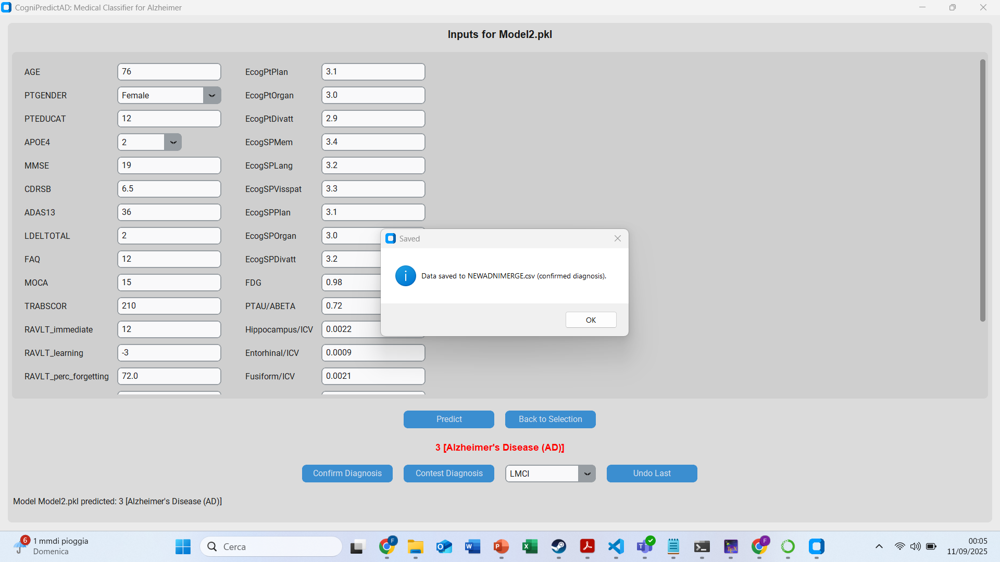 CogniPredictAD: Medical Classifier for Alzheimer
Inputs for Model2.pkl
AGE 76
PTGENDER Female
PTEDUCAT 12
APOE4 2
MMSE 19
CDRSB 6.5
ADAS13 36
LDELTOTAL 2
FAQ 12
MOCA 15
TRABSCOR 210
RAVLT_immediate 12
RAVLT_learning -3
RAVLT_perc_forgetting 72.0
EcogPtPlan 3.1
EcogPtOrgan 3.0
EcogPtDivatt 2.9
EcogSPMem 3.4
EcogSPLang 3.2
EcogSPVisspat 3.3
EcogSPPlan 3.1
EcogSPOrgan 3.0
EcogSPDivatt 3.2
FDG 0.98
PTAU/ABETA 0.72
Hippocampus/ICV 0.0022
Entorhinal/ICV 0.0009
Fusiform/ICV 0.0021
Saved
Data saved to NEWADNIMERGE.csv (confirmed diagnosis).
OK
Predict
Back to Selection
3 [Alzheimer's Disease (AD)]
Confirm Diagnosis
Contest Diagnosis
LMCI
Undo Last
Model Model2.pkl predicted: 3 [Alzheimer's Disease (AD)]
6
1 mmdi pioggia
Domenica
Cerca
F
F
00:05
11/09/2025